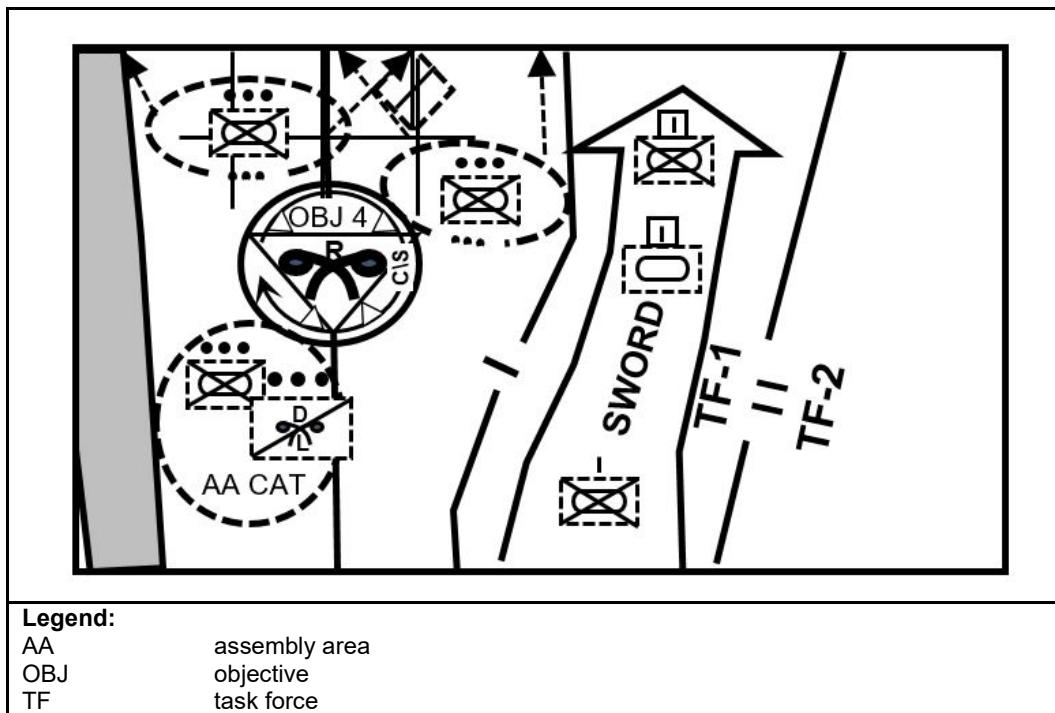 OBJ 4
R
C\S
D
L
AA CAT
SWORD
TF-1
I I
TF-2
I
I
I
I
Legend:
AA assembly area
OBJ objective
TF task force